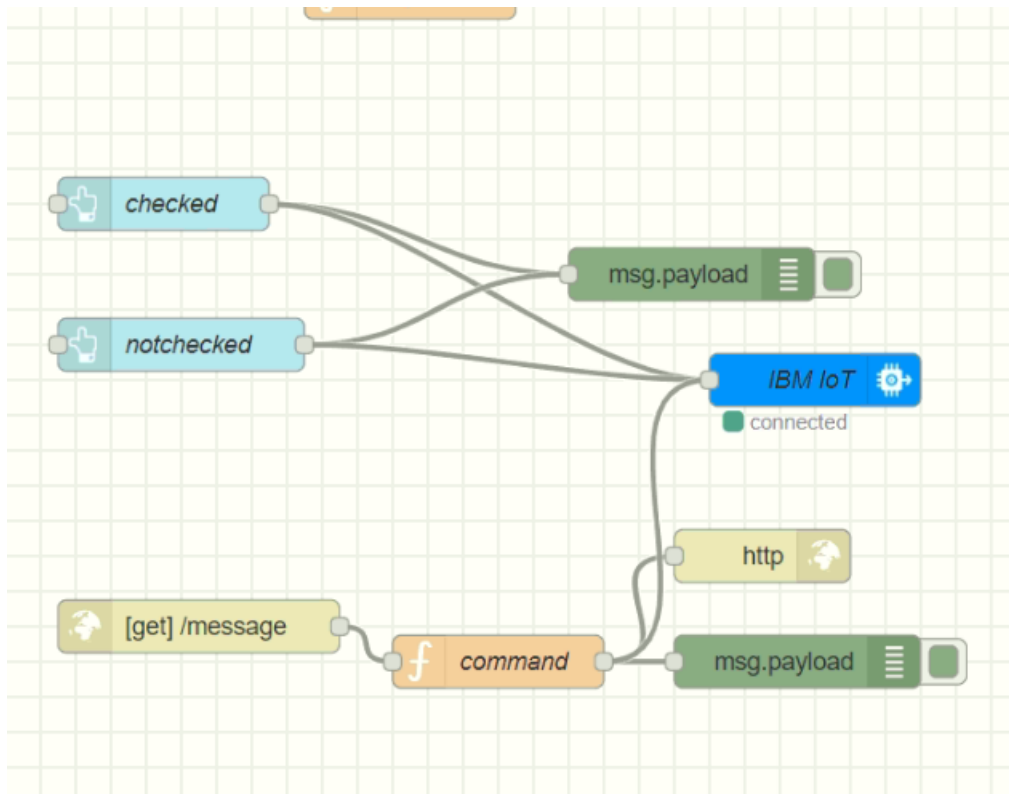 checked
msg.payload
notchecked
IBM IoT
connected
http
[get] /message
command
msg.payload